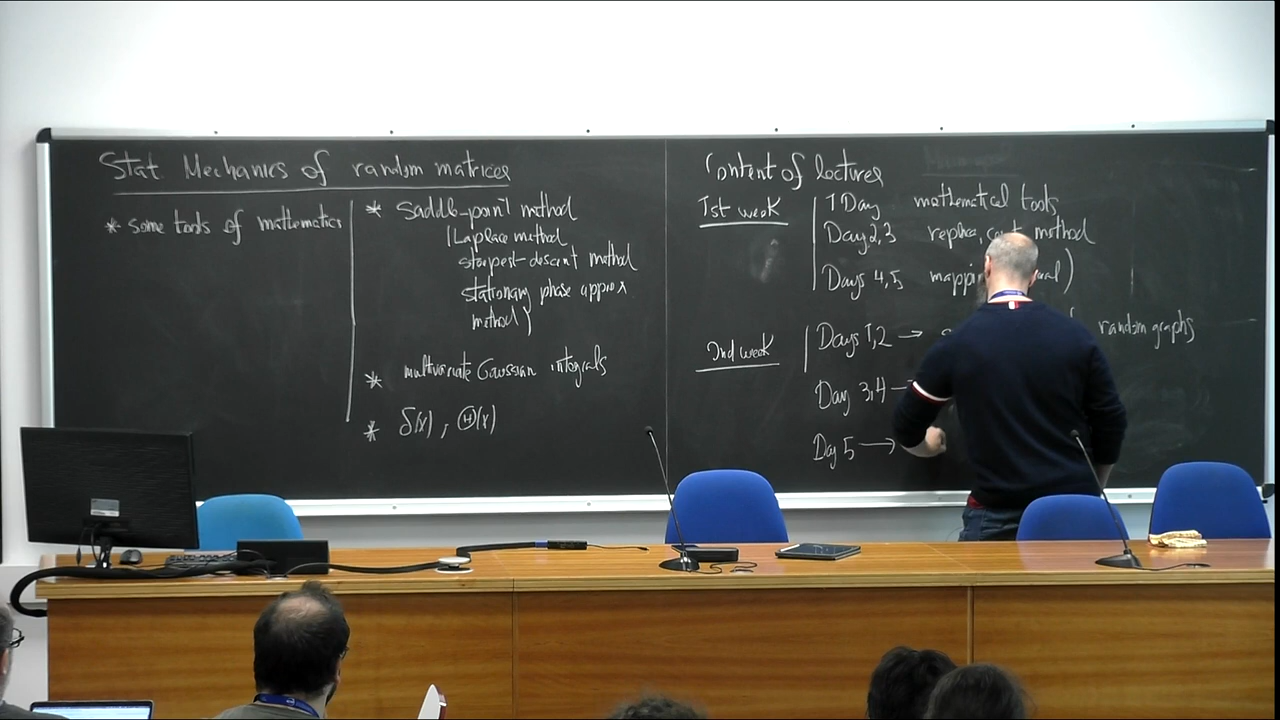 Stat. Mechanics of random matrices
* some tools of mathematics
* Saddle-point method
(Laplace method
steepest-descent method
stationary phase approx
method)
* multivariate Gaussian integrals
* δ(x), Θ(x)
Content of lectures
1st week
1 Day mathematical tools
Day 2,3 replica, method
Days 4,5
2nd week
Days 1,2 → random graphs
Day 3,4 —
Day 5 →